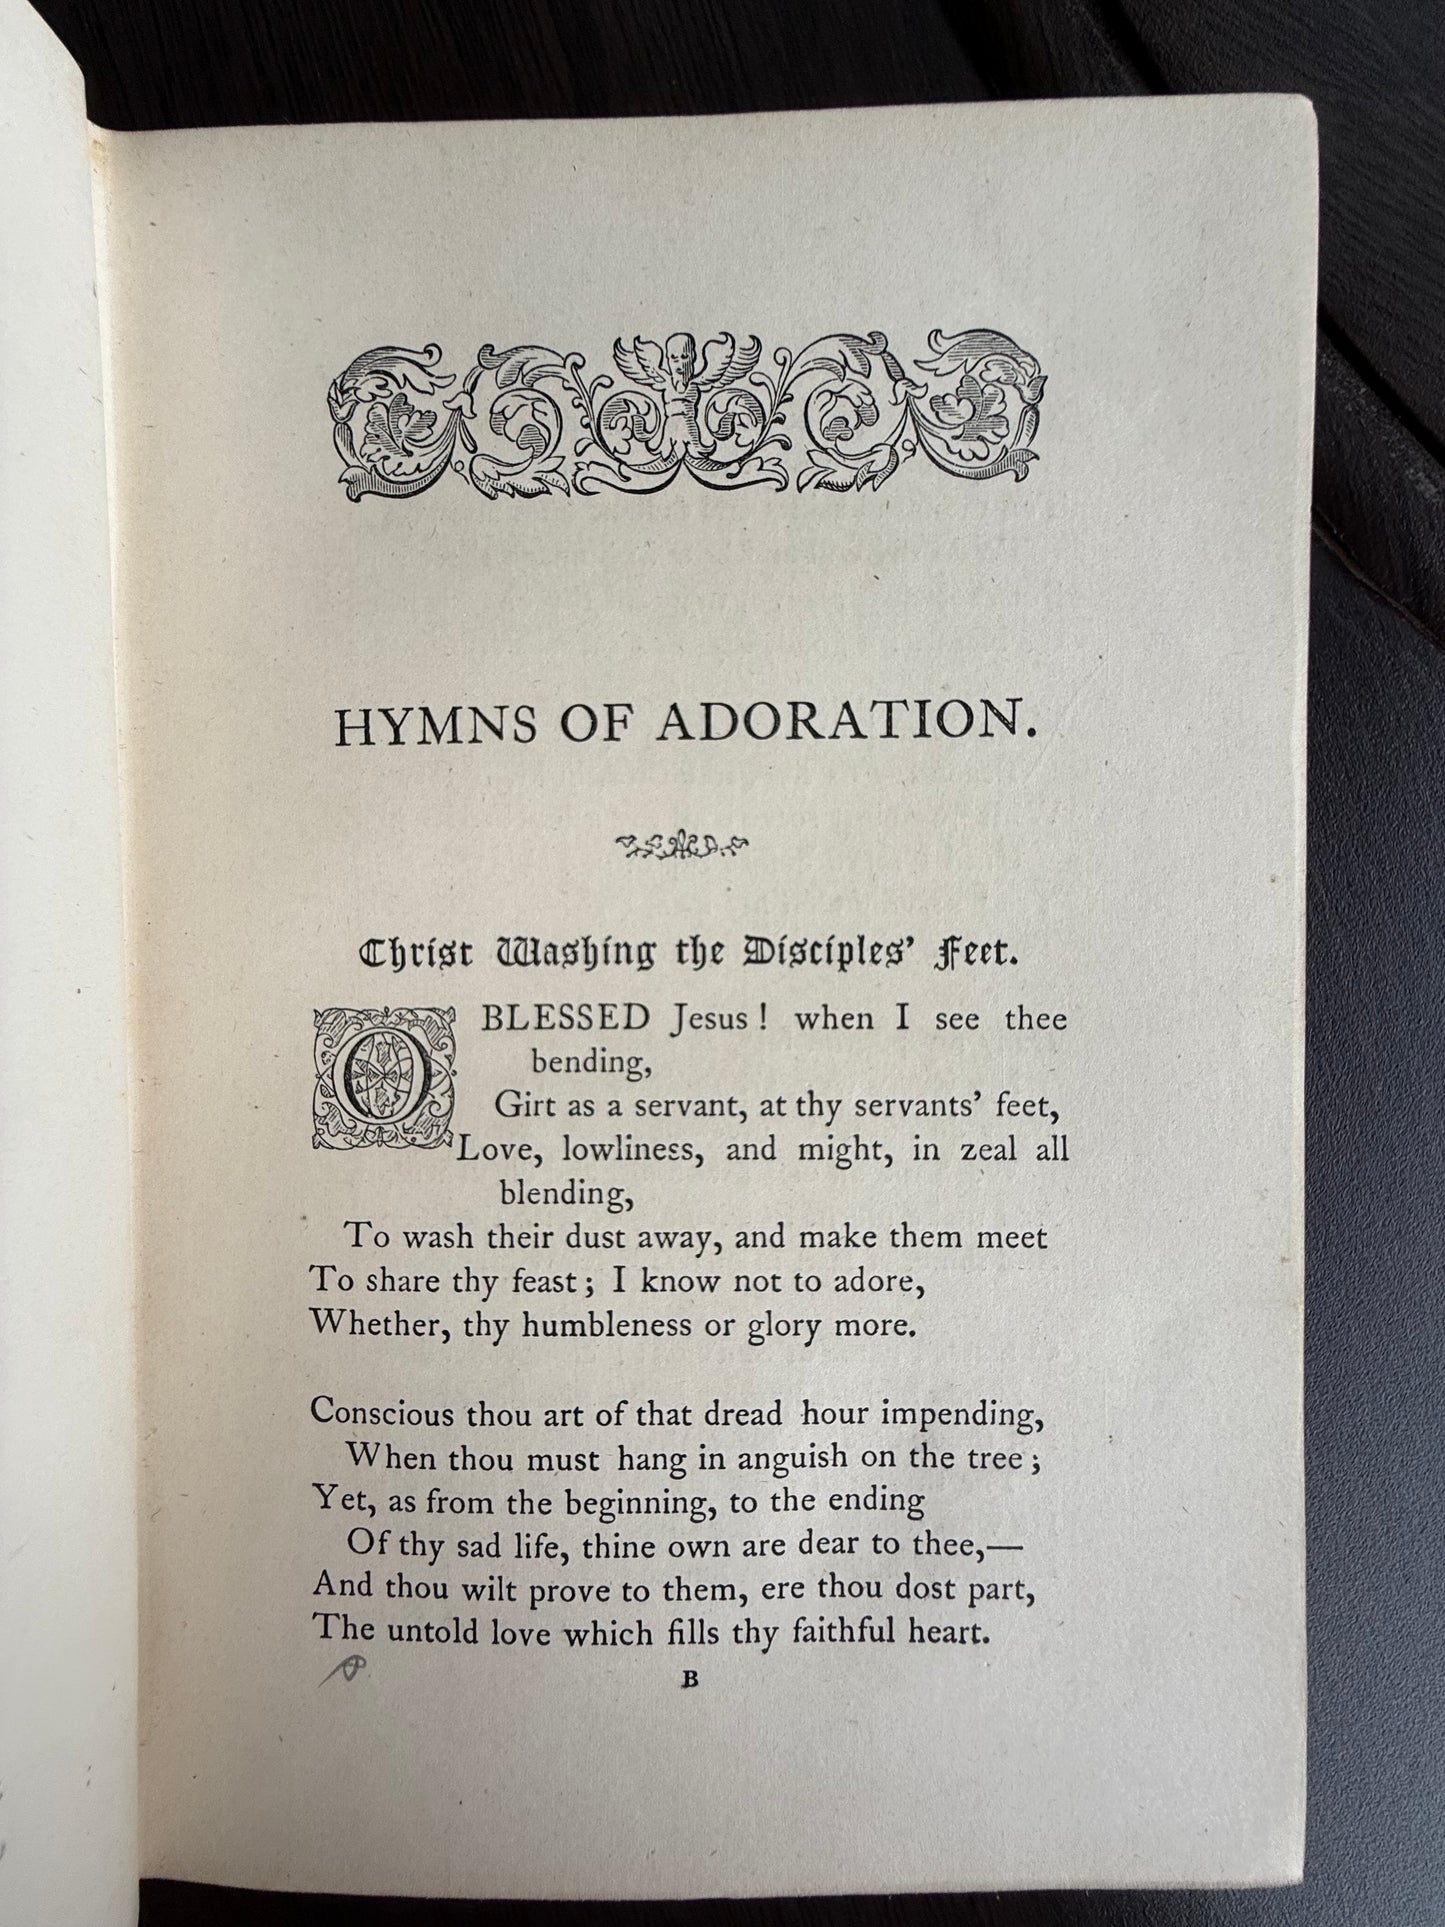 HYMNS OF ADORATION.
Christ Washing the Disciples' Feet.
O BLESSED Jesus! when I see thee
bending,
Girt as a servant, at thy servants' feet,
Love, lowliness, and might, in zeal all
blending,
To wash their dust away, and make them meet
To share thy feast; I know not to adore,
Whether, thy humbleness or glory more.
Conscious thou art of that dread hour impending,
When thou must hang in anguish on the tree;
Yet, as from the beginning, to the ending
Of thy sad life, thine own are dear to thee,—
And thou wilt prove to them, ere thou dost part,
The untold love which fills thy faithful heart.
B